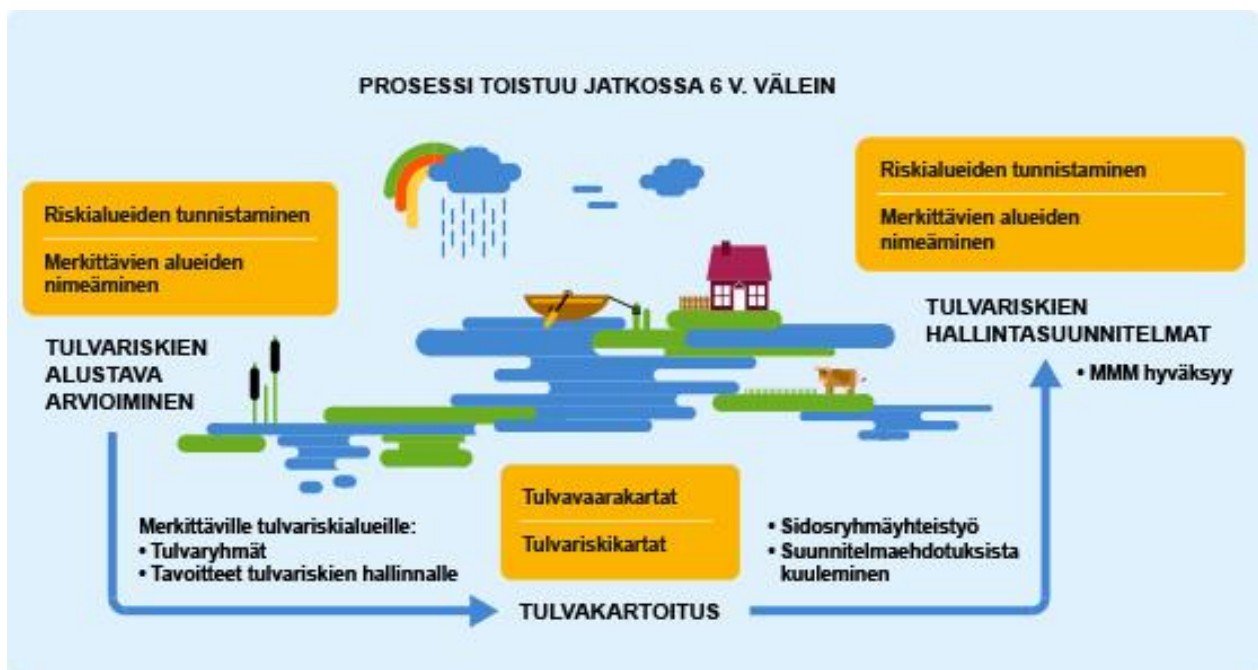 PROSESSI TOISTUU JATKOSSA 6 V. VÄLEIN
Riskialueiden tunnistaminen
Merkittävien alueiden
nimeäminen
TULVARISKIEN
ALUSTAVA
ARVIOIMINEN
Merkittäville tulvariskialueille:
• Tulvaryhmät
• Tavoitteet tulvariskien hallinnalle
Tulvavaarakartat
Tulvariskikartat
TULVAKARTOITUS
• Sidosryhmäyhteistyö
• Suunnitelmaehdotuksista
kuuleminen
Riskialueiden tunnistaminen
Merkittävien alueiden
nimeäminen
TULVARISKIEN
HALLINTASUUNNITELMAT
• MMM hyväksyy